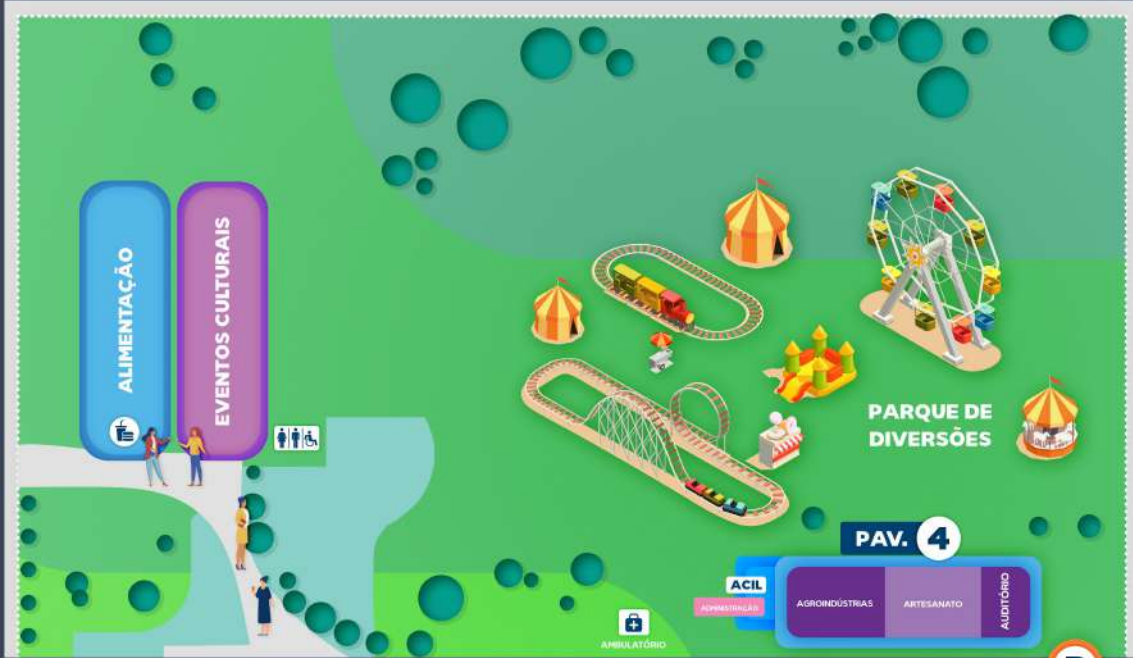 ALIMENTAÇÃO
EVENTOS CULTURAIS
PARQUE DE
DIVERSÕES
PAV. 4
ACIL
ADMINISTRAÇÃO
AGROINDÚSTRIAS
ARTESANATO
AUDITÓRIO
AMBULATÓRIO